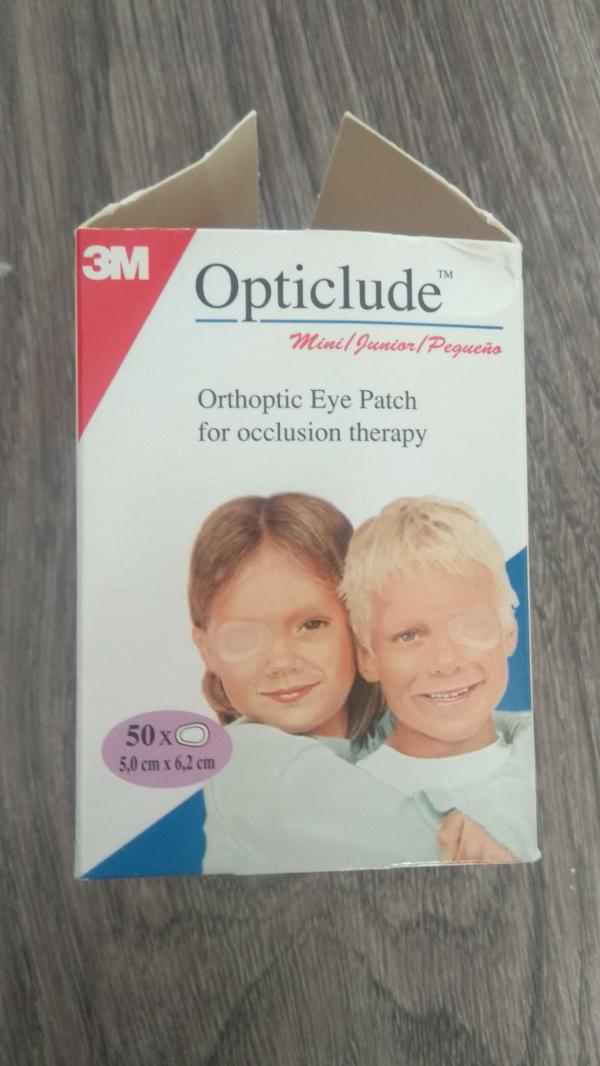 3M
Opticlude™
Mini/Junior/Pequeño
Orthoptic Eye Patch
for occlusion therapy
50 x
5,0 cm x 6,2 cm